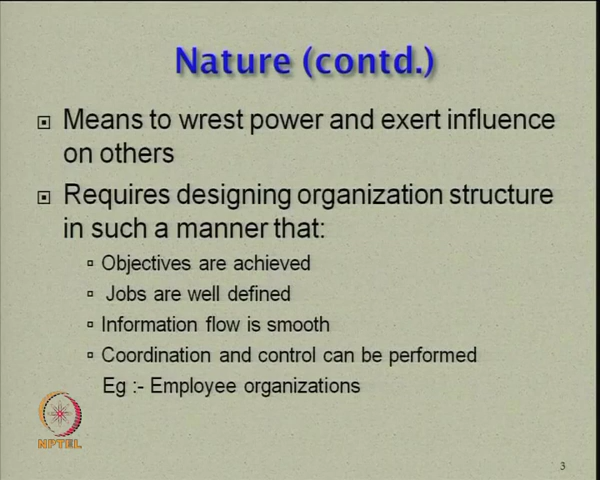 Nature (contd.)
Means to wrest power and exert influence
on others
Requires designing organization structure
in such a manner that:
Objectives are achieved
Jobs are well defined
Information flow is smooth
Coordination and control can be performed
Eg :- Employee organizations
NPTEL
3